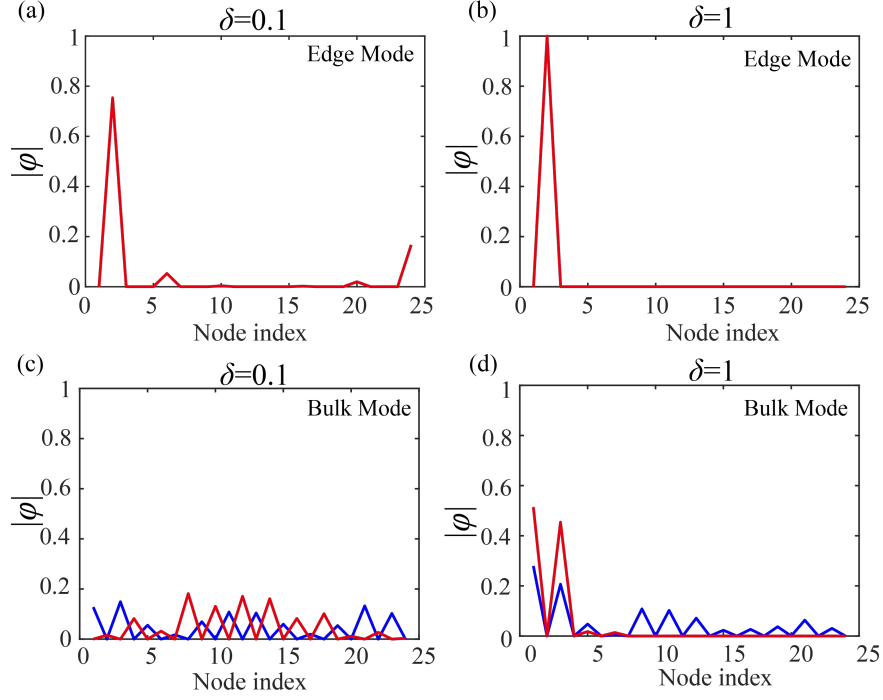 (a)
δ=0.1
Edge Mode
|φ|
1
0.8
0.6
0.4
0.2
0
0 5 10 15 20 25
Node index
(b)
δ=1
Edge Mode
|φ|
1
0.8
0.6
0.4
0.2
0
0 5 10 15 20 25
Node index
(c)
δ=0.1
Bulk Mode
|φ|
1
0.8
0.6
0.4
0.2
0
0 5 10 15 20 25
Node index
(d)
δ=1
Bulk Mode
|φ|
1
0.8
0.6
0.4
0.2
0
0 5 10 15 20 25
Node index